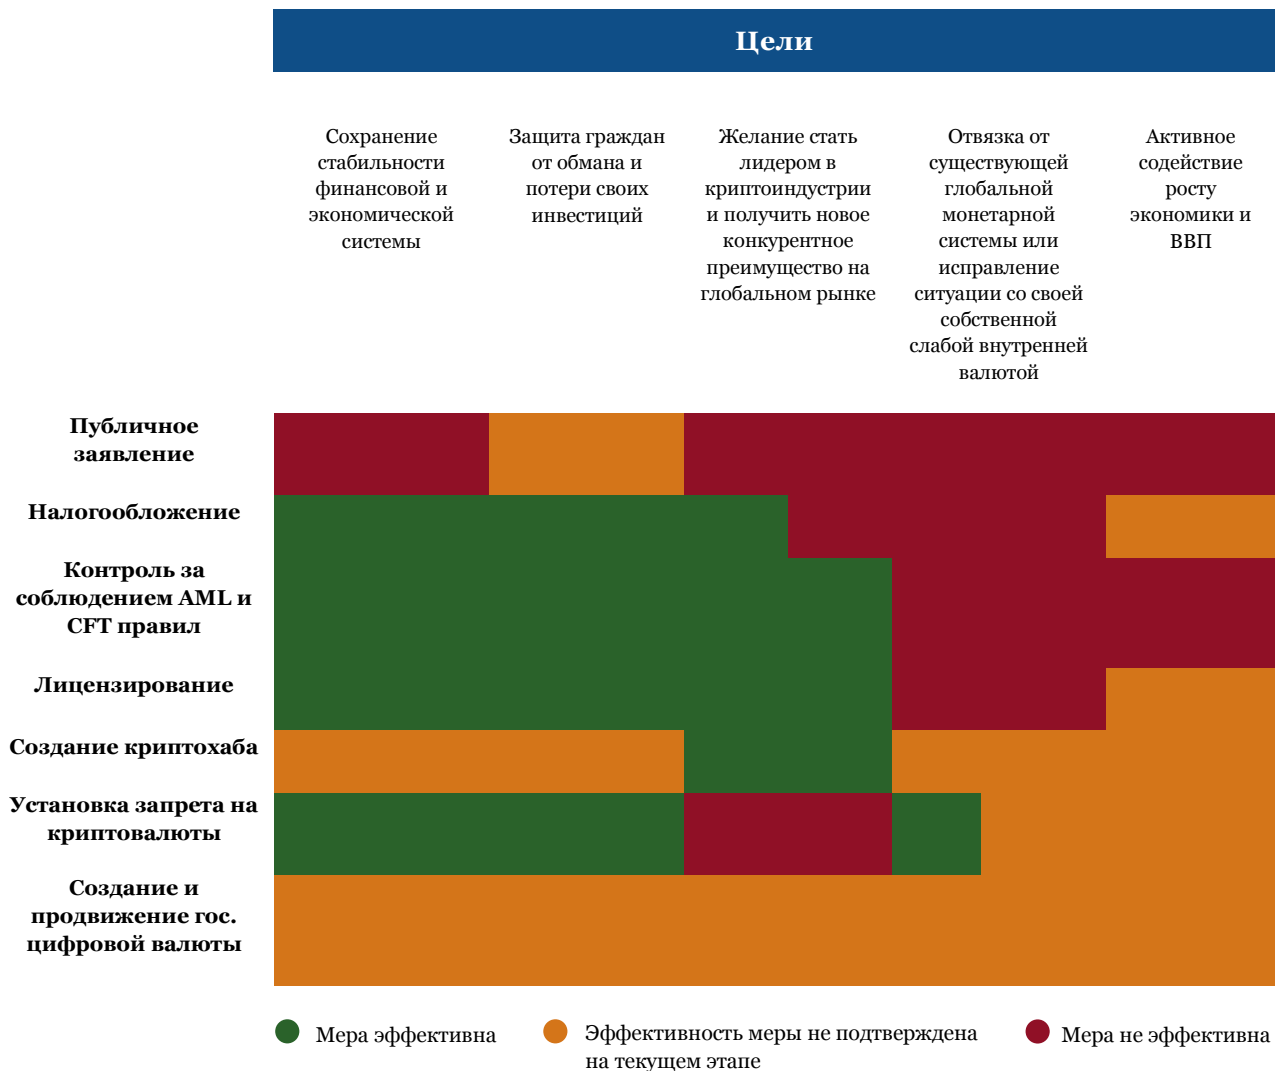 Цели
Сохранение
стабильности
финансовой и
экономической
системы
Защита граждан
от обмана и
потери своих
инвестиций
Желание стать
лидером в
криптоиндустрии
и получить новое
конкурентное
преимущество на
глобальном рынке
Отвязка от
существующей
глобальной
монетарной
системы или
исправление
ситуации со своей
собственной
слабой внутренней
валютой
Активное
содействие
росту
экономики и
ВВП
Публичное
заявление
Налогообложение
Контроль за
соблюдением AML и
CFT правил
Лицензирование
Создание криптохаба
Установка запрета на
криптовалюты
Создание и
продвижение гос.
цифровой валюты
Мера эффективна
Эффективность меры не подтверждена
на текущем этапе
Мера не эффективна